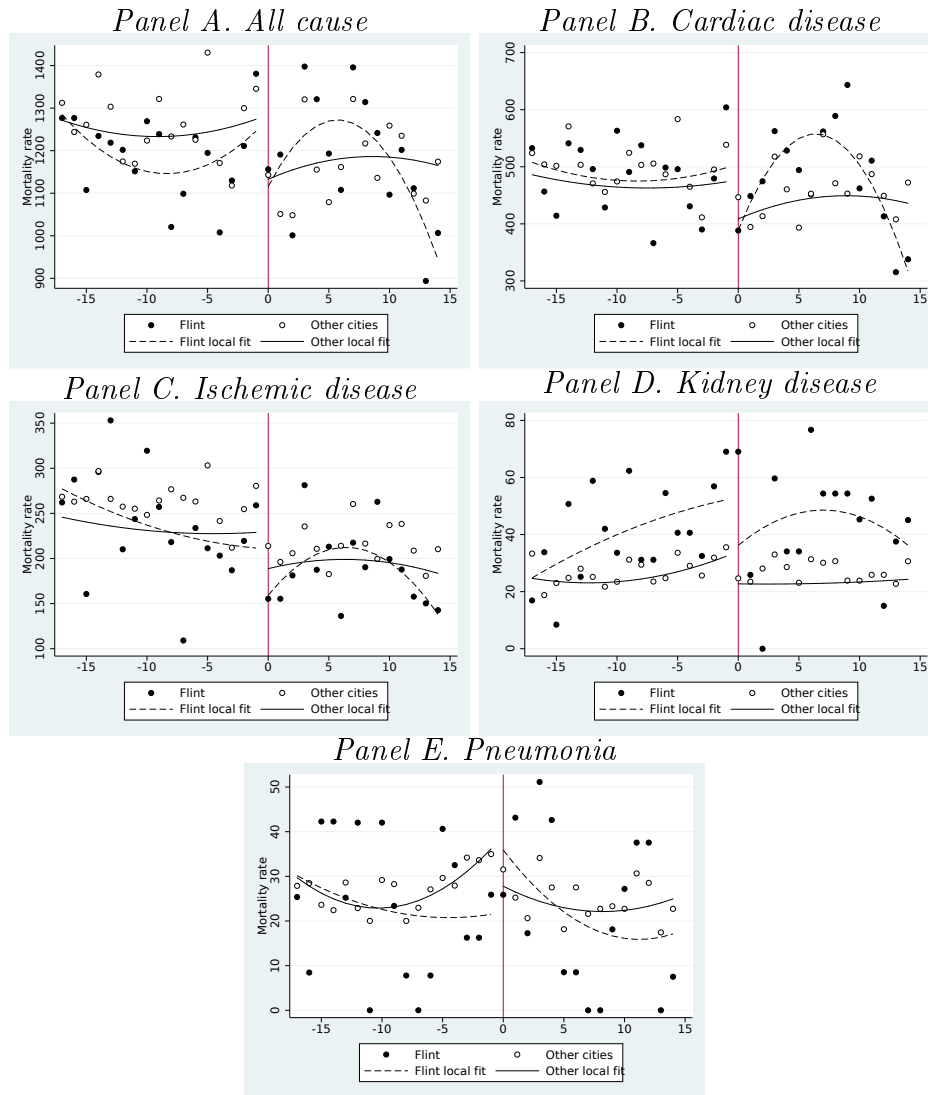 Panel A. All cause
Mortality rate
900 1000 1100 1200 1300 1400
-15 -10 -5 0 5 10 15
Flint Other cities
Flint local fit Other local fit
Panel B. Cardiac disease
Mortality rate
300 400 500 600 700
-15 -10 -5 0 5 10 15
Flint Other cities
Flint local fit Other local fit
Panel C. Ischemic disease
Mortality rate
100 150 200 250 300 350
-15 -10 -5 0 5 10 15
Flint Other cities
Flint local fit Other local fit
Panel D. Kidney disease
Mortality rate
0 20 40 60 80
-15 -10 -5 0 5 10 15
Flint Other cities
Flint local fit Other local fit
Panel E. Pneumonia
Mortality rate
0 10 20 30 40 50
-15 -10 -5 0 5 10 15
Flint Other cities
Flint local fit Other local fit